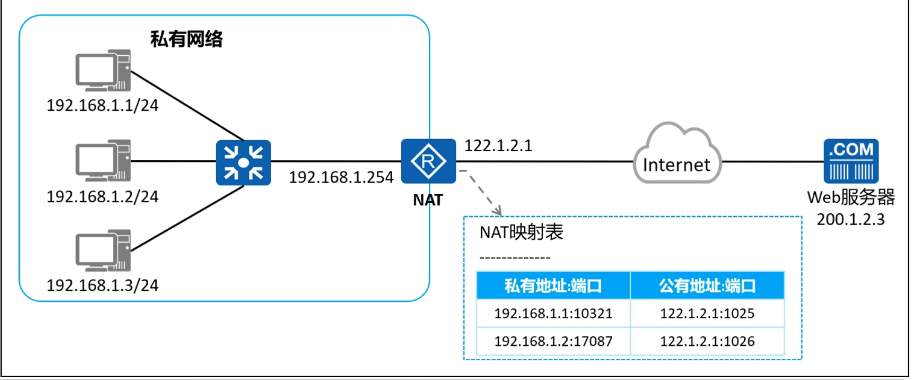 私有网络
192.168.1.1/24
192.168.1.2/24
192.168.1.3/24
192.168.1.254
R
NAT
122.1.2.1
Internet
.COM
Web服务器
200.1.2.3
NAT映射表
-------------
私有地址:端口 公有地址:端口
192.168.1.1:10321 122.1.2.1:1025
192.168.1.2:17087 122.1.2.1:1026